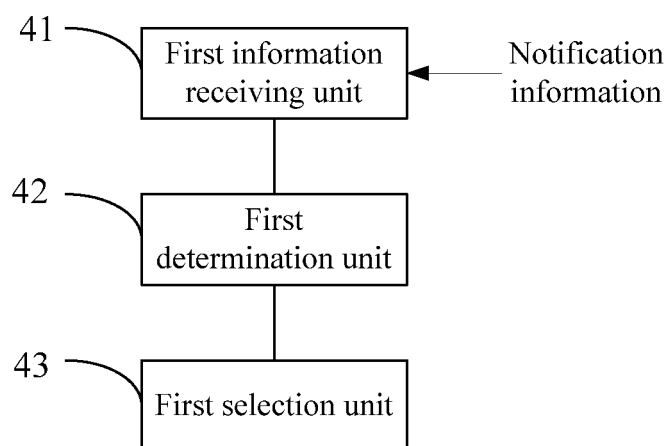 41
First information
receiving unit
Notification
information
42
First
determination unit
43
First selection unit